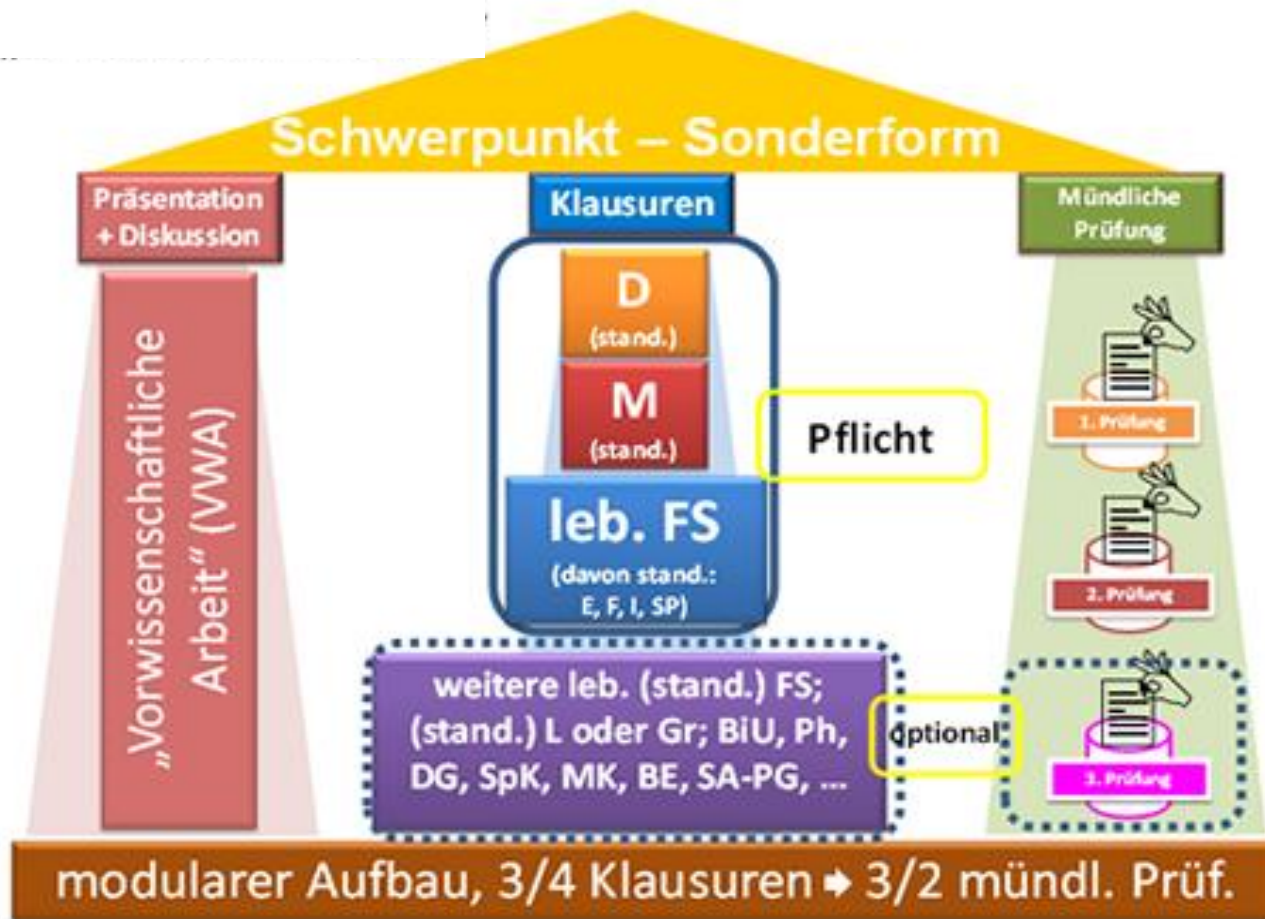 Schwerpunkt – Sonderform
Präsentation
+ Diskussion
„Vorwissenschaftliche
Arbeit“ (VWA)
Klausuren
D
(stand.)
M
(stand.)
leb. FS
(davon stand.:
E, F, I, SP)
Pflicht
weitere leb. (stand.) FS;
(stand.) L oder Gr; BiU, Ph,
DG, SpK, MK, BE, SA-PG, ...
optional
Mündliche
Prüfung
1. Prüfung
2. Prüfung
3. Prüfung
modularer Aufbau, 3/4 Klausuren ➧ 3/2 mündl. Prüf.